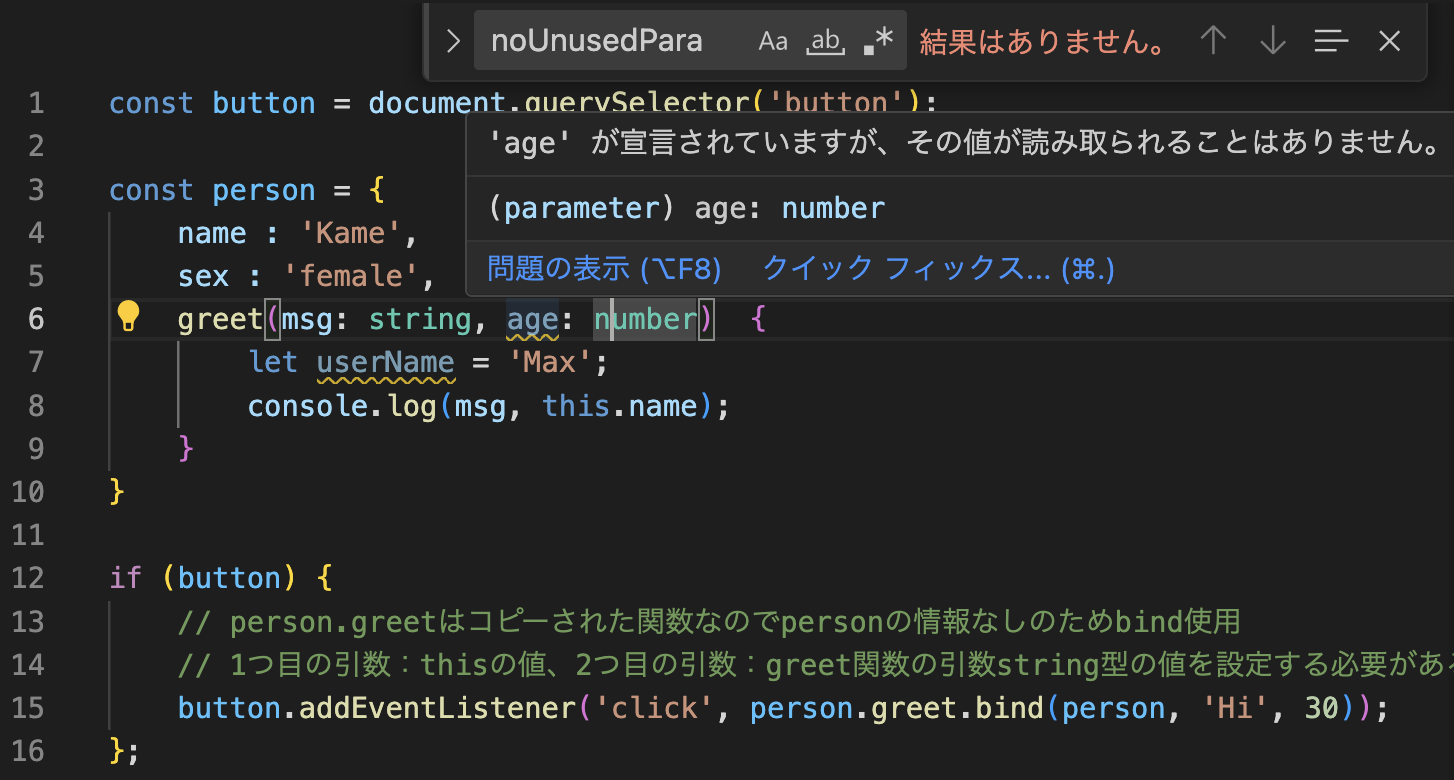 noUnusedPara Aa ab .* 結果はありません。
1 const button = document.querySelector('button');
2 'age' が宣言されていますが、その値が読み取られることはありません。
3 const person = {
(parameter) age: number
4 name : 'Kame',
5 sex : 'female',
問題の表示 (⌥F8) クイック フィックス... (⌘.)
6 greet(msg: string, age: number) {
7 let userName = 'Max';
8 console.log(msg, this.name);
9 }
10 }
11
12 if (button) {
13 // person.greetはコピーされた関数なのでpersonの情報なしのためbind使用
14 // 1つ目の引数：thisの値、2つ目の引数：greet関数の引数string型の値を設定する必要があ
15 button.addEventListener('click', person.greet.bind(person, 'Hi', 30));
16 };